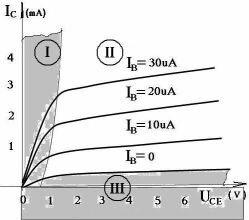 I_C (mA)
I
II
I_B= 30uA
4
I_B= 20uA
3
I_B= 10uA
2
I_B= 0
1
III
0 1 2 3 4 5 6 U_CE (V)